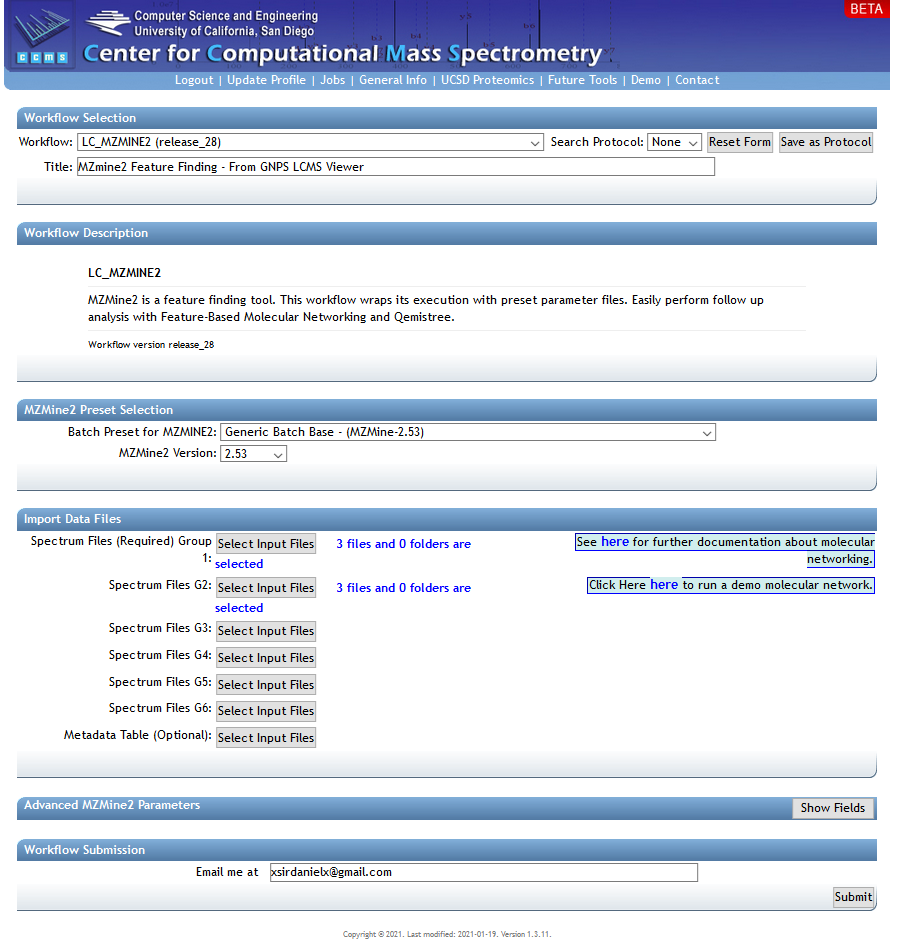 BETA
Computer Science and Engineering
University of California, San Diego
ccms
Center for Computational Mass Spectrometry
Logout | Update Profile | Jobs | General Info | UCSD Proteomics | Future Tools | Demo | Contact
Workflow Selection
Workflow: LC_MZMINE2 (release_28) Search Protocol: None Reset Form Save as Protocol
Title: MZmine2 Feature Finding - From GNPS LCMS Viewer
Workflow Description
LC_MZMINE2
MZMine2 is a feature finding tool. This workflow wraps its execution with preset parameter files. Easily perform follow up
analysis with Feature-Based Molecular Networking and Qemistree.
Workflow version release_28
MZMine2 Preset Selection
Batch Preset for MZMINE2: Generic Batch Base - (MZMine-2.53)
MZMine2 Version: 2.53
Import Data Files
Spectrum Files (Required) Group 1: Select Input Files 3 files and 0 folders are selected
See here for further documentation about molecular
networking.
Spectrum Files G2: Select Input Files 3 files and 0 folders are selected
Click Here here to run a demo molecular network.
Spectrum Files G3: Select Input Files
Spectrum Files G4: Select Input Files
Spectrum Files G5: Select Input Files
Spectrum Files G6: Select Input Files
Metadata Table (Optional): Select Input Files
Advanced MZMine2 Parameters Show Fields
Workflow Submission
Email me at xsirdanielx@gmail.com
Submit
Copyright © 2021. Last modified: 2021-01-19. Version 1.3.11.